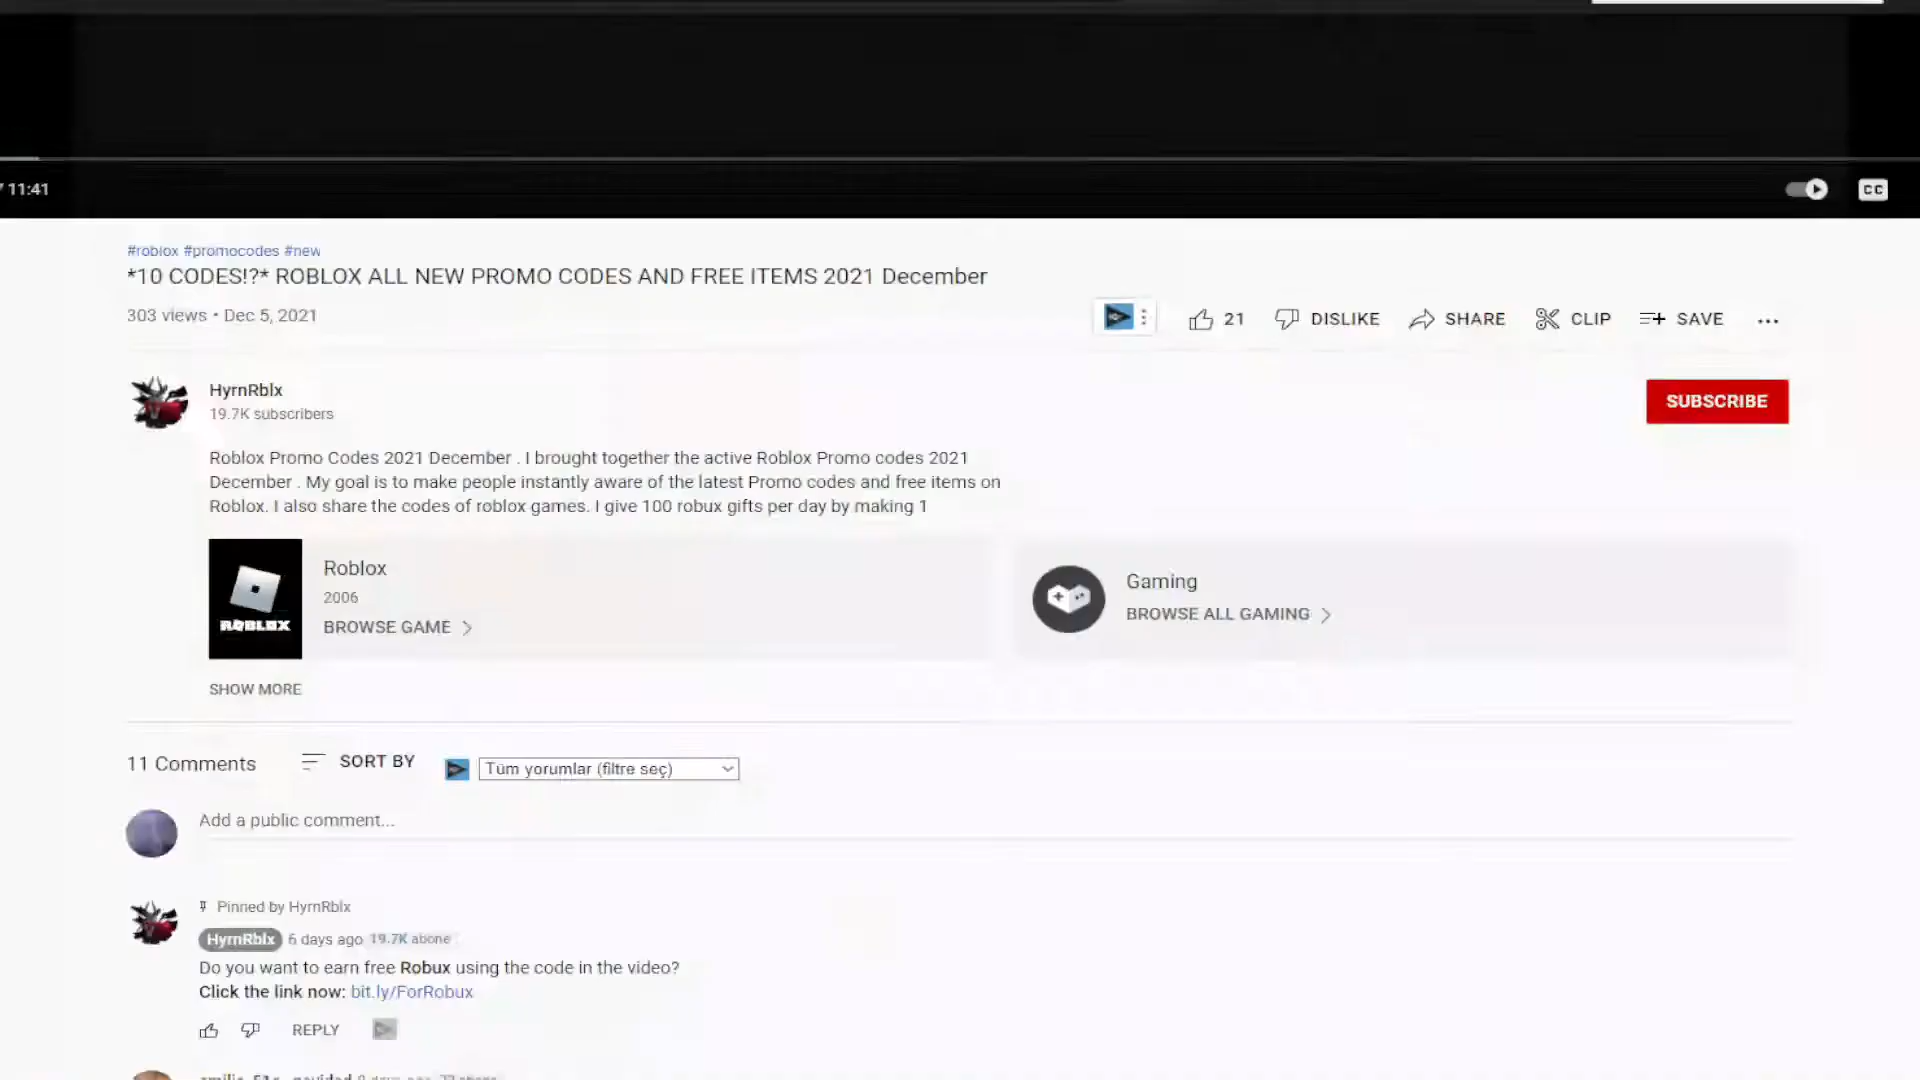 11:41
CC
#roblox #promocodes #new
*10 CODES!?* ROBLOX ALL NEW PROMO CODES AND FREE ITEMS 2021 December
303 views • Dec 5, 2021
21 DISLIKE SHARE CLIP SAVE
HyrnRblx
19.7K subscribers
SUBSCRIBE
Roblox Promo Codes 2021 December . I brought together the active Roblox Promo codes 2021
December . My goal is to make people instantly aware of the latest Promo codes and free items on
Roblox. I also share the codes of roblox games. I give 100 robux gifts per day by making 1
ROBLOX
Roblox
2006
BROWSE GAME
Gaming
BROWSE ALL GAMING
SHOW MORE
11 Comments SORT BY Tüm yorumlar (filtre seç)
Add a public comment...
Pinned by HyrnRblx
HyrnRblx 6 days ago 19.7K abone
Do you want to earn free Robux using the code in the video?
Click the link now: bit.ly/ForRobux
REPLY